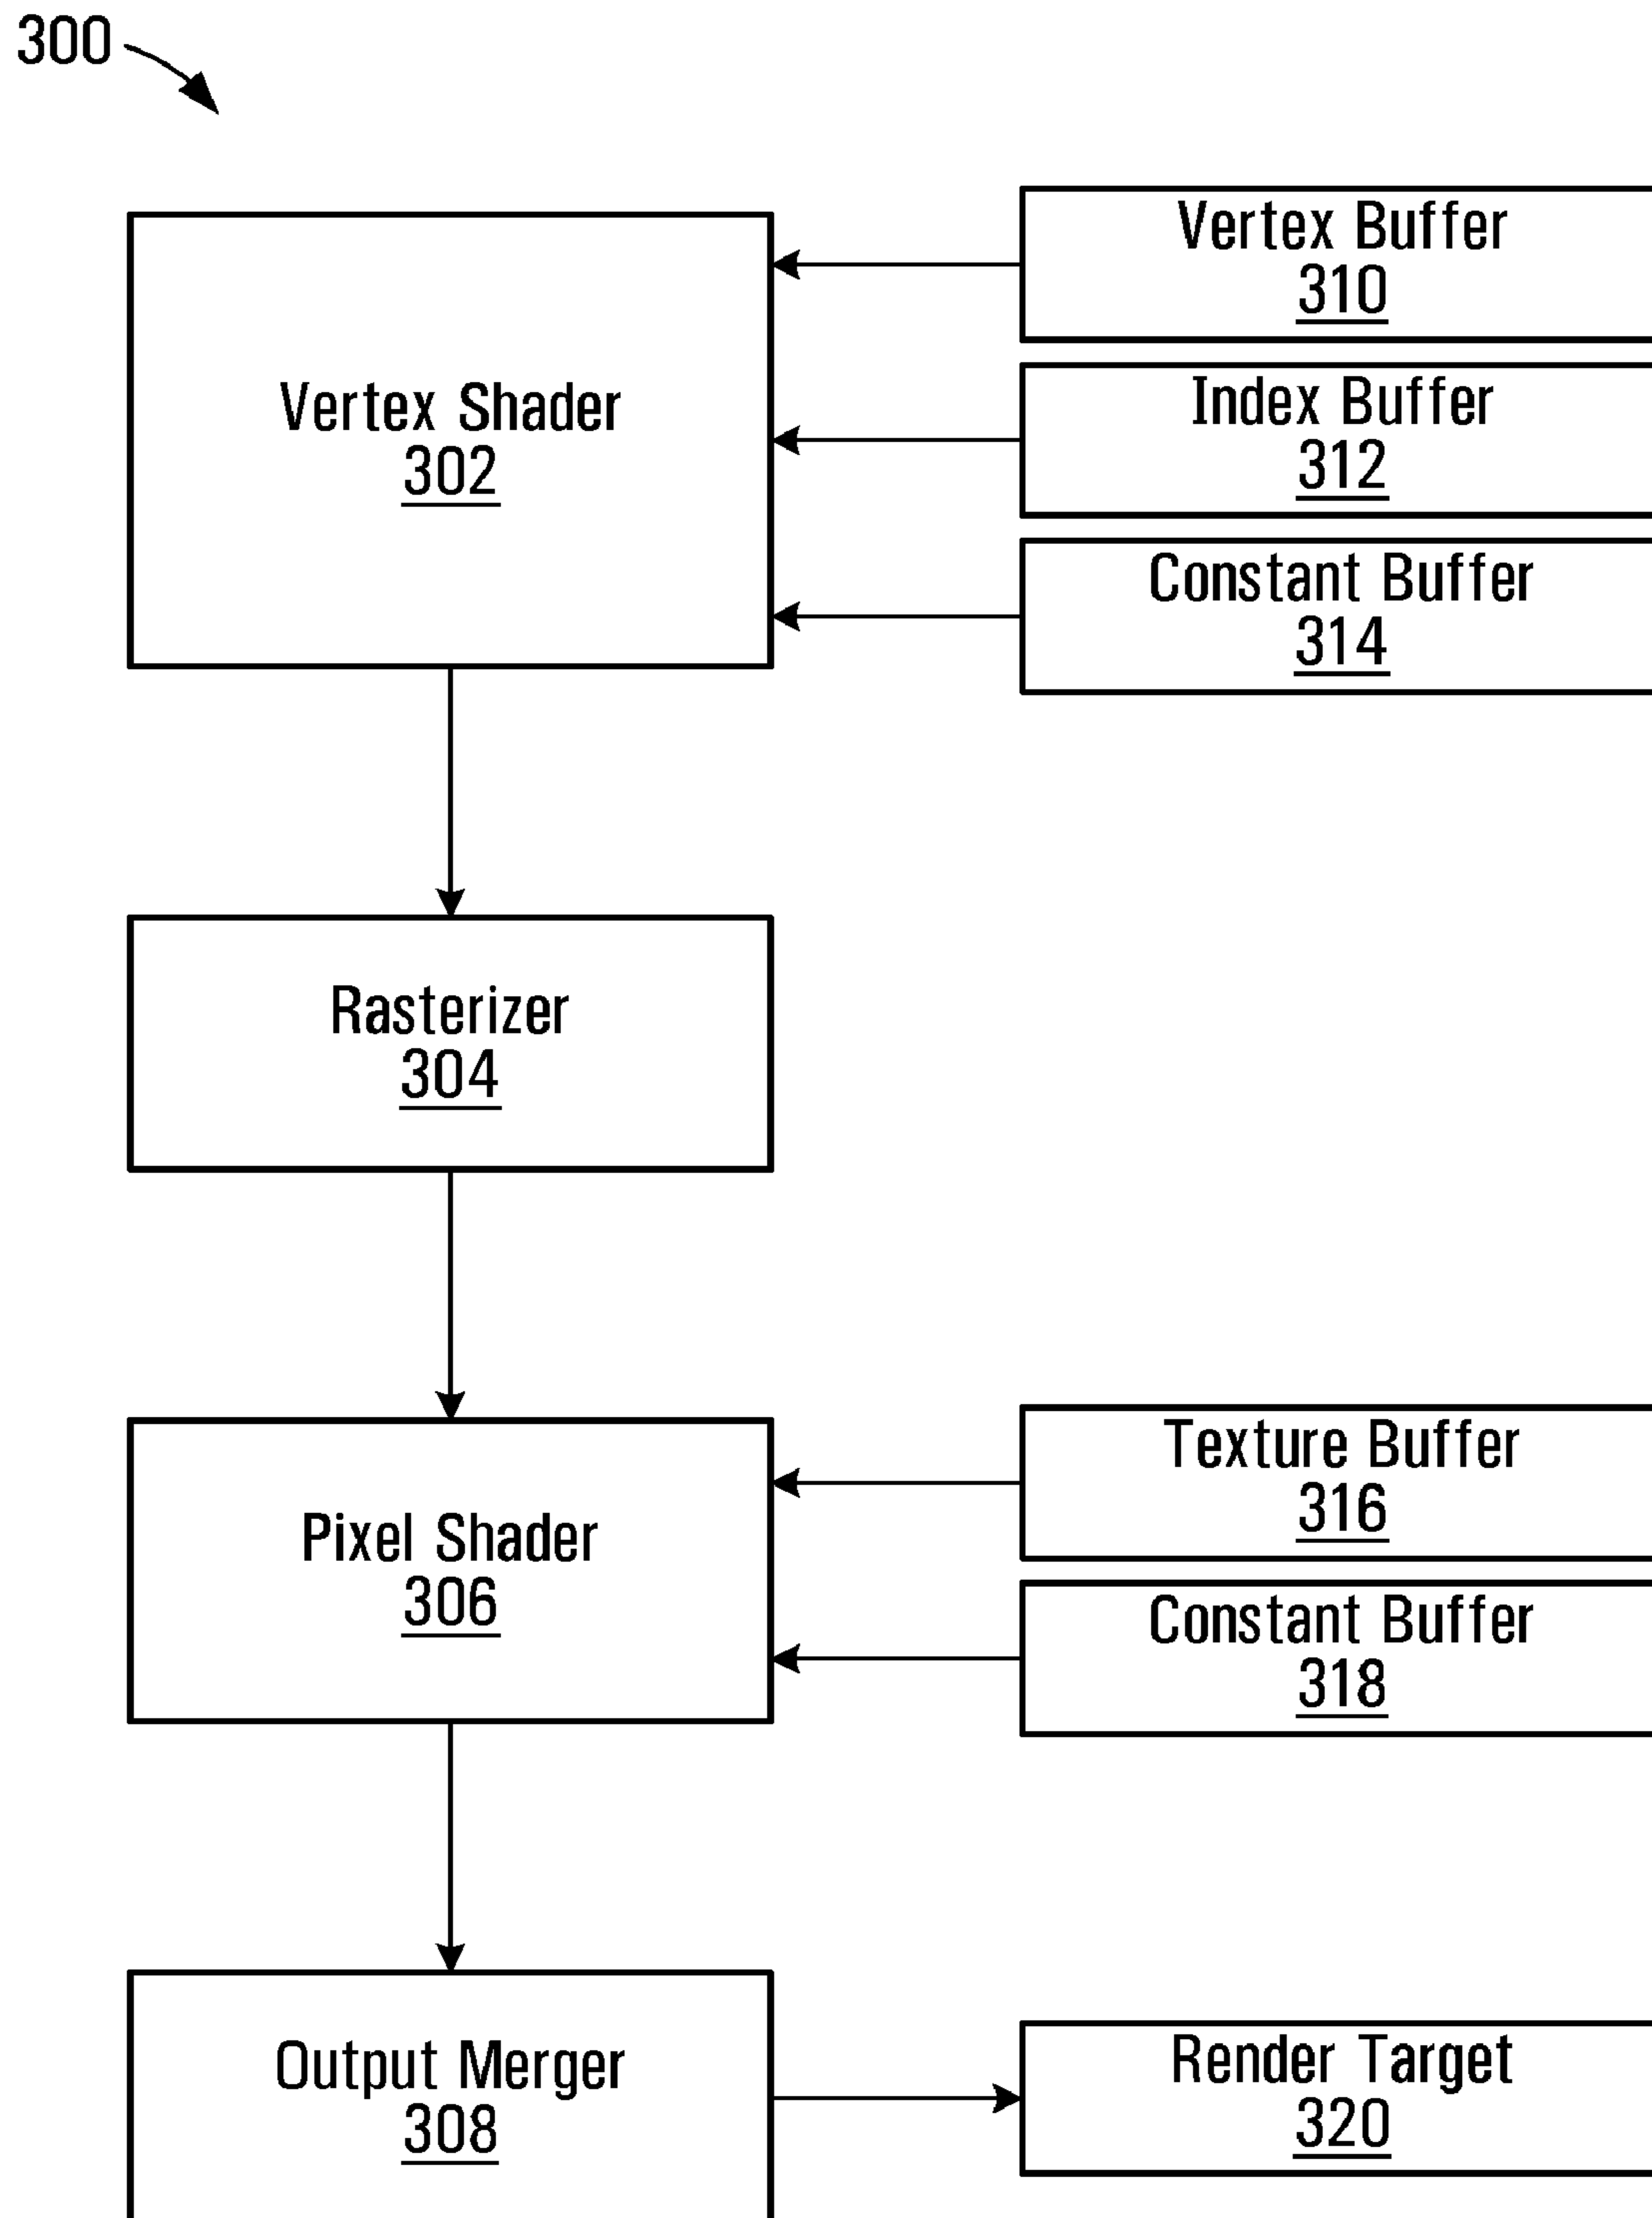 300
Vertex Shader
302
Vertex Buffer
310
Index Buffer
312
Constant Buffer
314
Rasterizer
304
Pixel Shader
306
Texture Buffer
316
Constant Buffer
318
Output Merger
308
Render Target
320